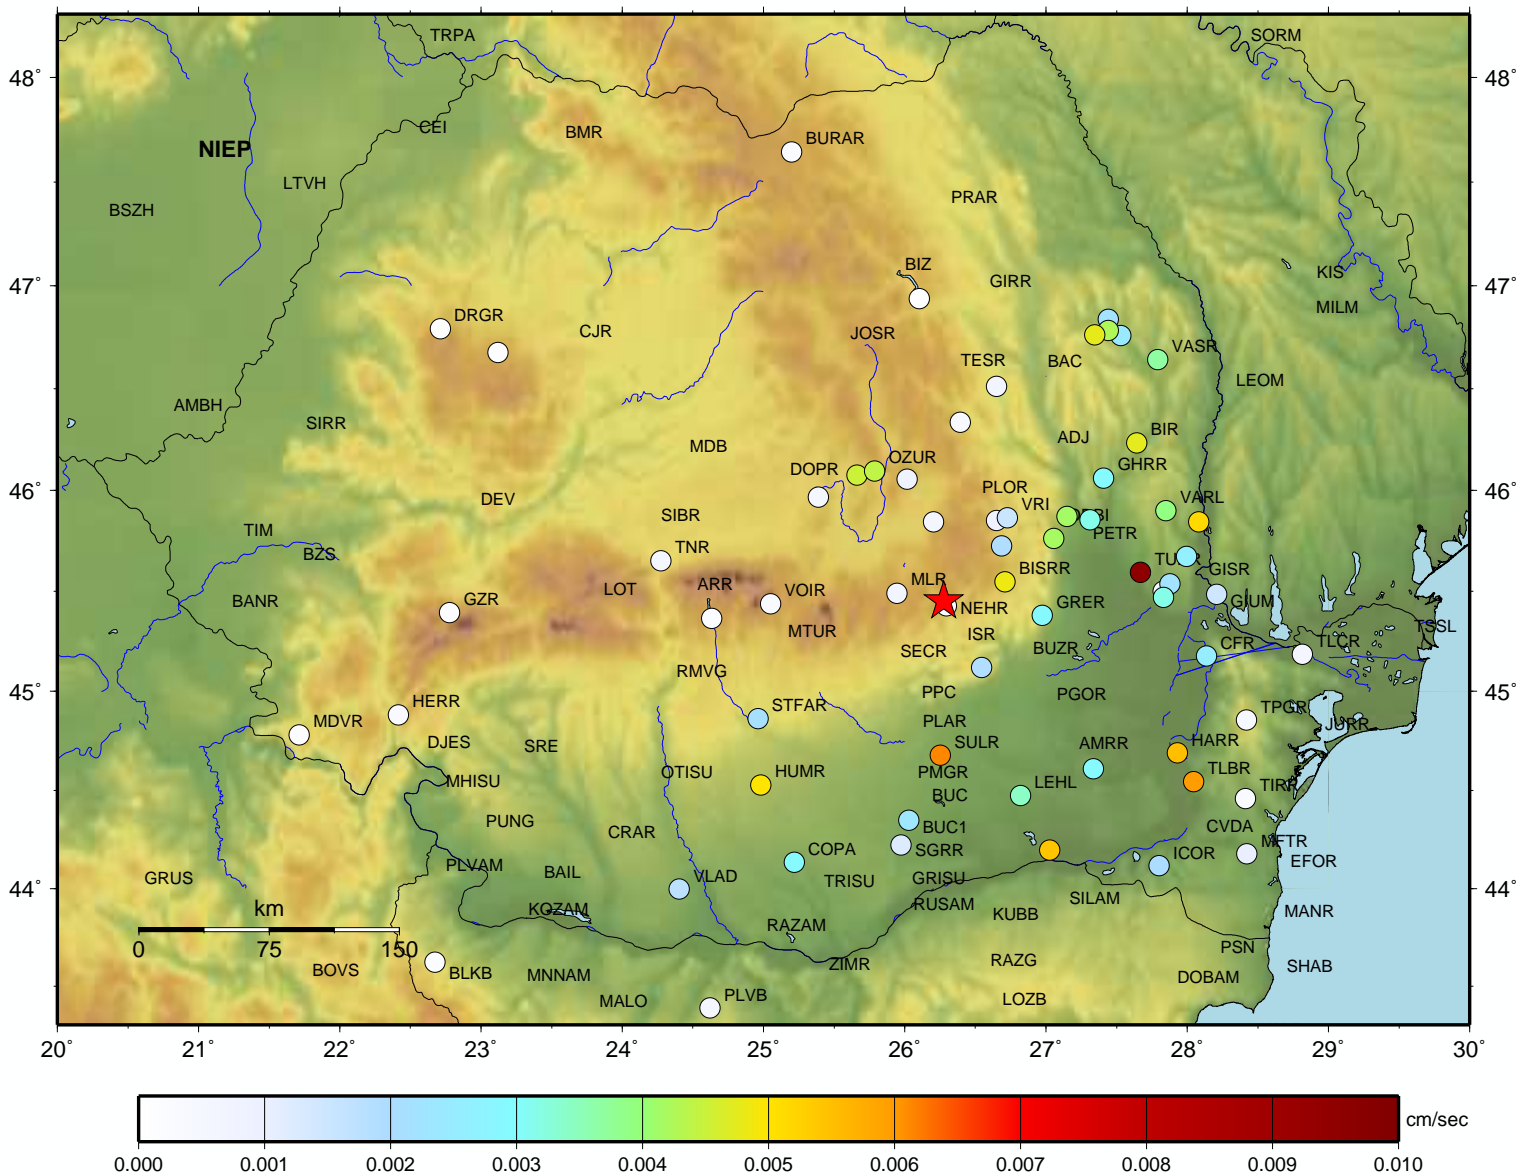 TRPA
SORM
48°
48°
CEI
BMR
BURAR
NIEP
LTVH
BSZH
PRAR
BIZ
GIRR
KIS
47°
47°
MILM
DRGR
CJR
JOSR
VASR
TESR
BAC
LEOM
AMBH
SIRR
MDB
ADJ
BIR
OZUR
DOPR
GHRR
46°
46°
DEV
PLOR
VARL
VRI
SIBR
TIM
PETR
BZS
TNR
BISRR
GISR
MLR
ARR
VOIR
LOT
BANR
GZR
GRER
GIUM
NEHR
TSSL
MTUR
ISR
TLCR
CFR
SECR
BUZR
RMVG
45°
45°
PPC
PGOR
HERR
STFAR
TPGR
MDVR
PLAR
JURR
DJES
SRE
SULR
AMRR
HARR
OTISU
HUMR
PMGR
TLBR
MHISU
LEHL
TIRR
BUC
PUNG
CRAR
BUC1
CVDA
MFTR
COPA
SGRR
ICOR
EFOR
PLVAM
BAIL
VLAD
TRISU
GRISU
GRUS
44°
44°
SILAM
RUSAM
KUBB
KOZAM
MANR
km
RAZAM
0
75
150
PSN
BOVS
BLKB
MNNAM
ZIMR
RAZG
SHAB
DOBAM
MALO
PLVB
LOZB
20°
21°
22°
23°
24°
25°
26°
27°
28°
29°
30°
cm/sec
0.000
0.001
0.002
0.003
0.004
0.005
0.006
0.007
0.008
0.009
0.010